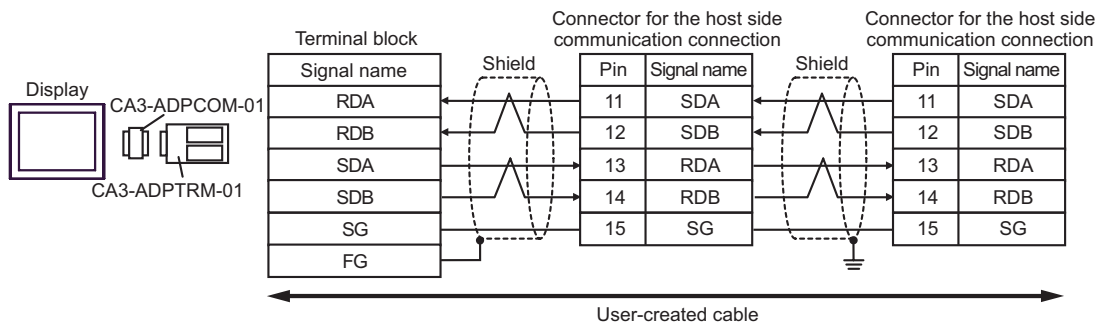 Connector for the host side
communication connection
Connector for the host side
communication connection
Terminal block
Shield
Shield
Display
CA3-ADPCOM-01
CA3-ADPTRM-01
Signal name
RDA
RDB
SDA
SDB
SG
FG
Pin Signal name
11 SDA
12 SDB
13 RDA
14 RDB
15 SG
Pin Signal name
11 SDA
12 SDB
13 RDA
14 RDB
15 SG
User-created cable